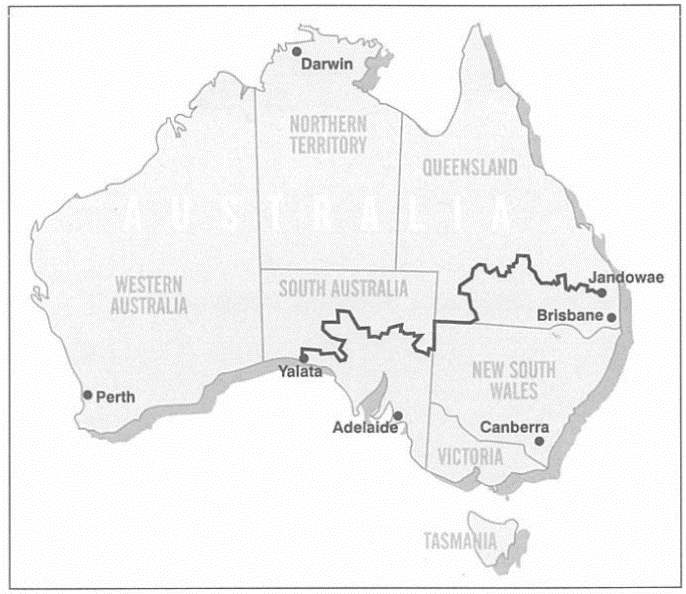 Darwin
NORTHERN
TERRITORY
QUEENSLAND
AUSTRALIA
Jandowae
WESTERN
AUSTRALIA
SOUTH AUSTRALIA
Brisbane
Yalata
NEW SOUTH
WALES
Perth
Adelaide
Canberra
VICTORIA
TASMANIA